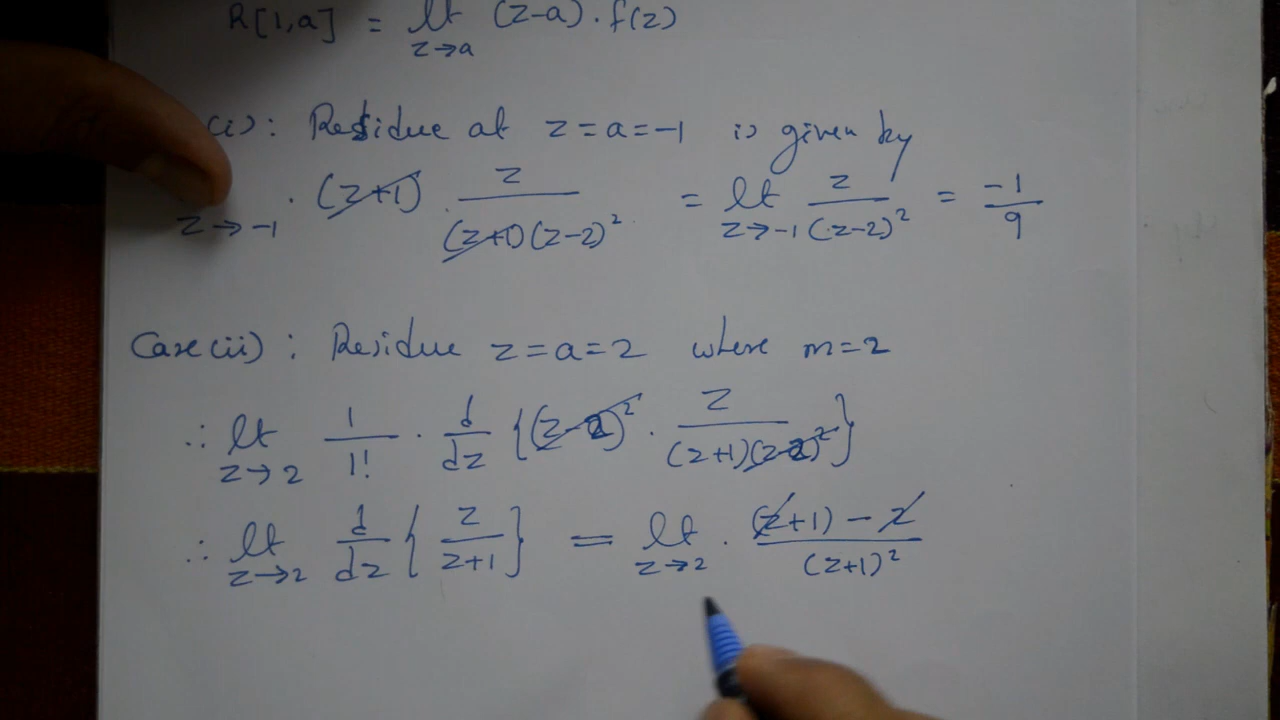 R[1,a] = lt z→a (z-a).f(z)
(i): Residue at z=a=-1 is given by
z→-1 . (z+1) . z/(z+1)(z-2)² = lt z→-1 z/(z-2)² = -1/9
Case(ii): Residue z=a=2 where m=2
∴ lt z→2 1/1! . d/dz {(z-2)² . z/(z+1)(z-2)²}
∴ lt z→2 d/dz {z/z+1} = lt z→2 . (z+1)-z/(z+1)²